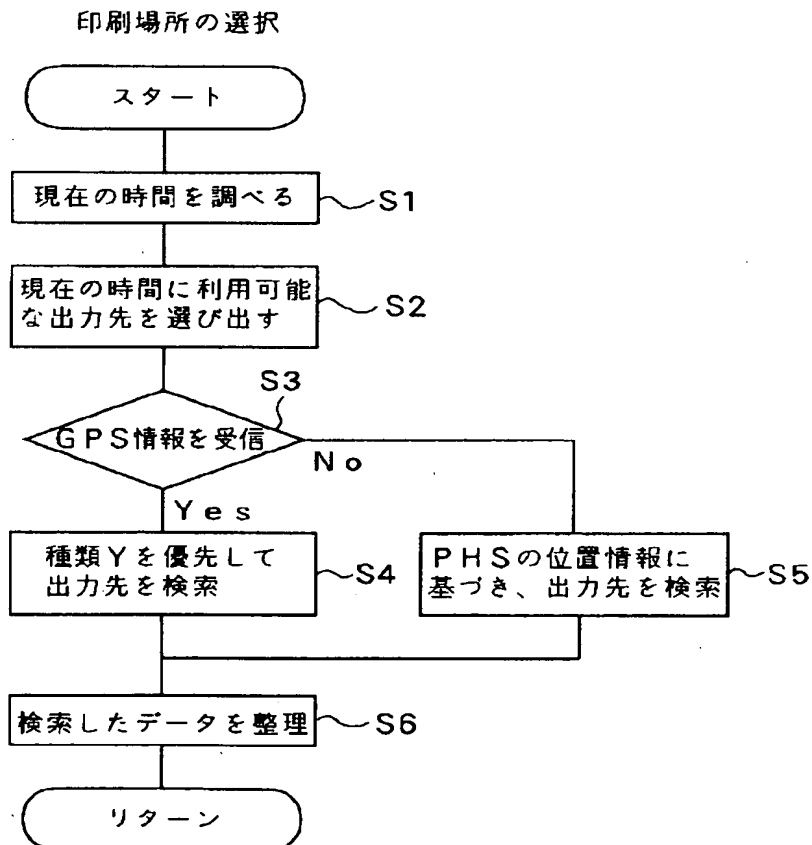 印刷場所の選択
スタート
現在の時間を調べる
S1
現在の時間に利用可能
な出力先を選び出す
S2
S3
GPS情報を受信
No
Yes
種類Yを優先して
出力先を検索
S4
PHSの位置情報に
基づき、出力先を検索
S5
検索したデータを整理
S6
リターン